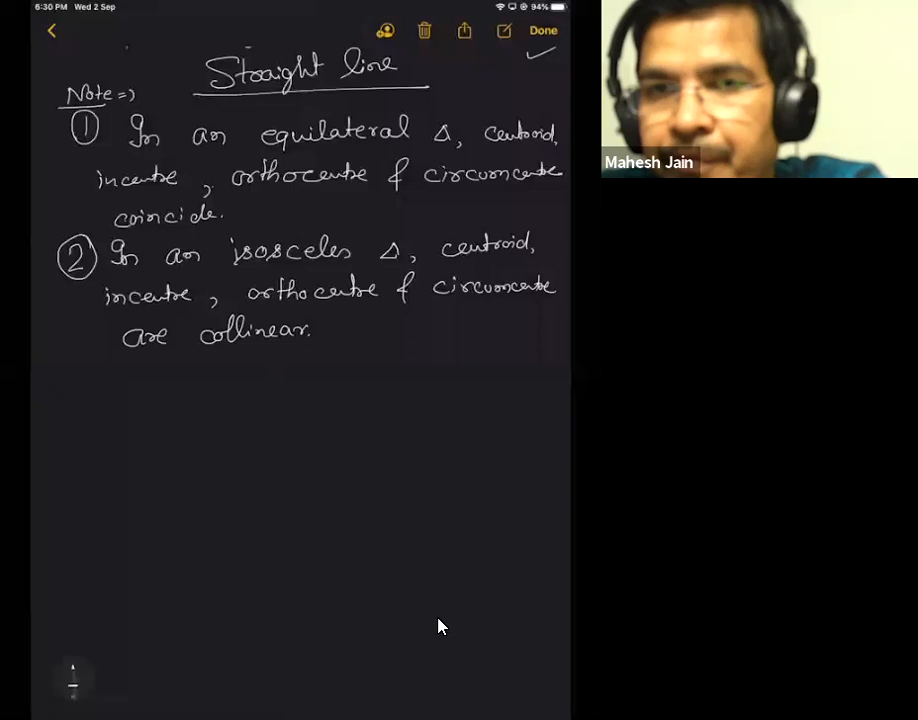 6:30 PM Wed 2 Sep
94%
Done
Straight line
Note =>
① In an equilateral Δ, centroid,
incentre, orthocentre & circumcentre
coincide.
② In an isosceles Δ, centroid,
incentre, orthocentre & circumcentre
are collinear.
Mahesh Jain